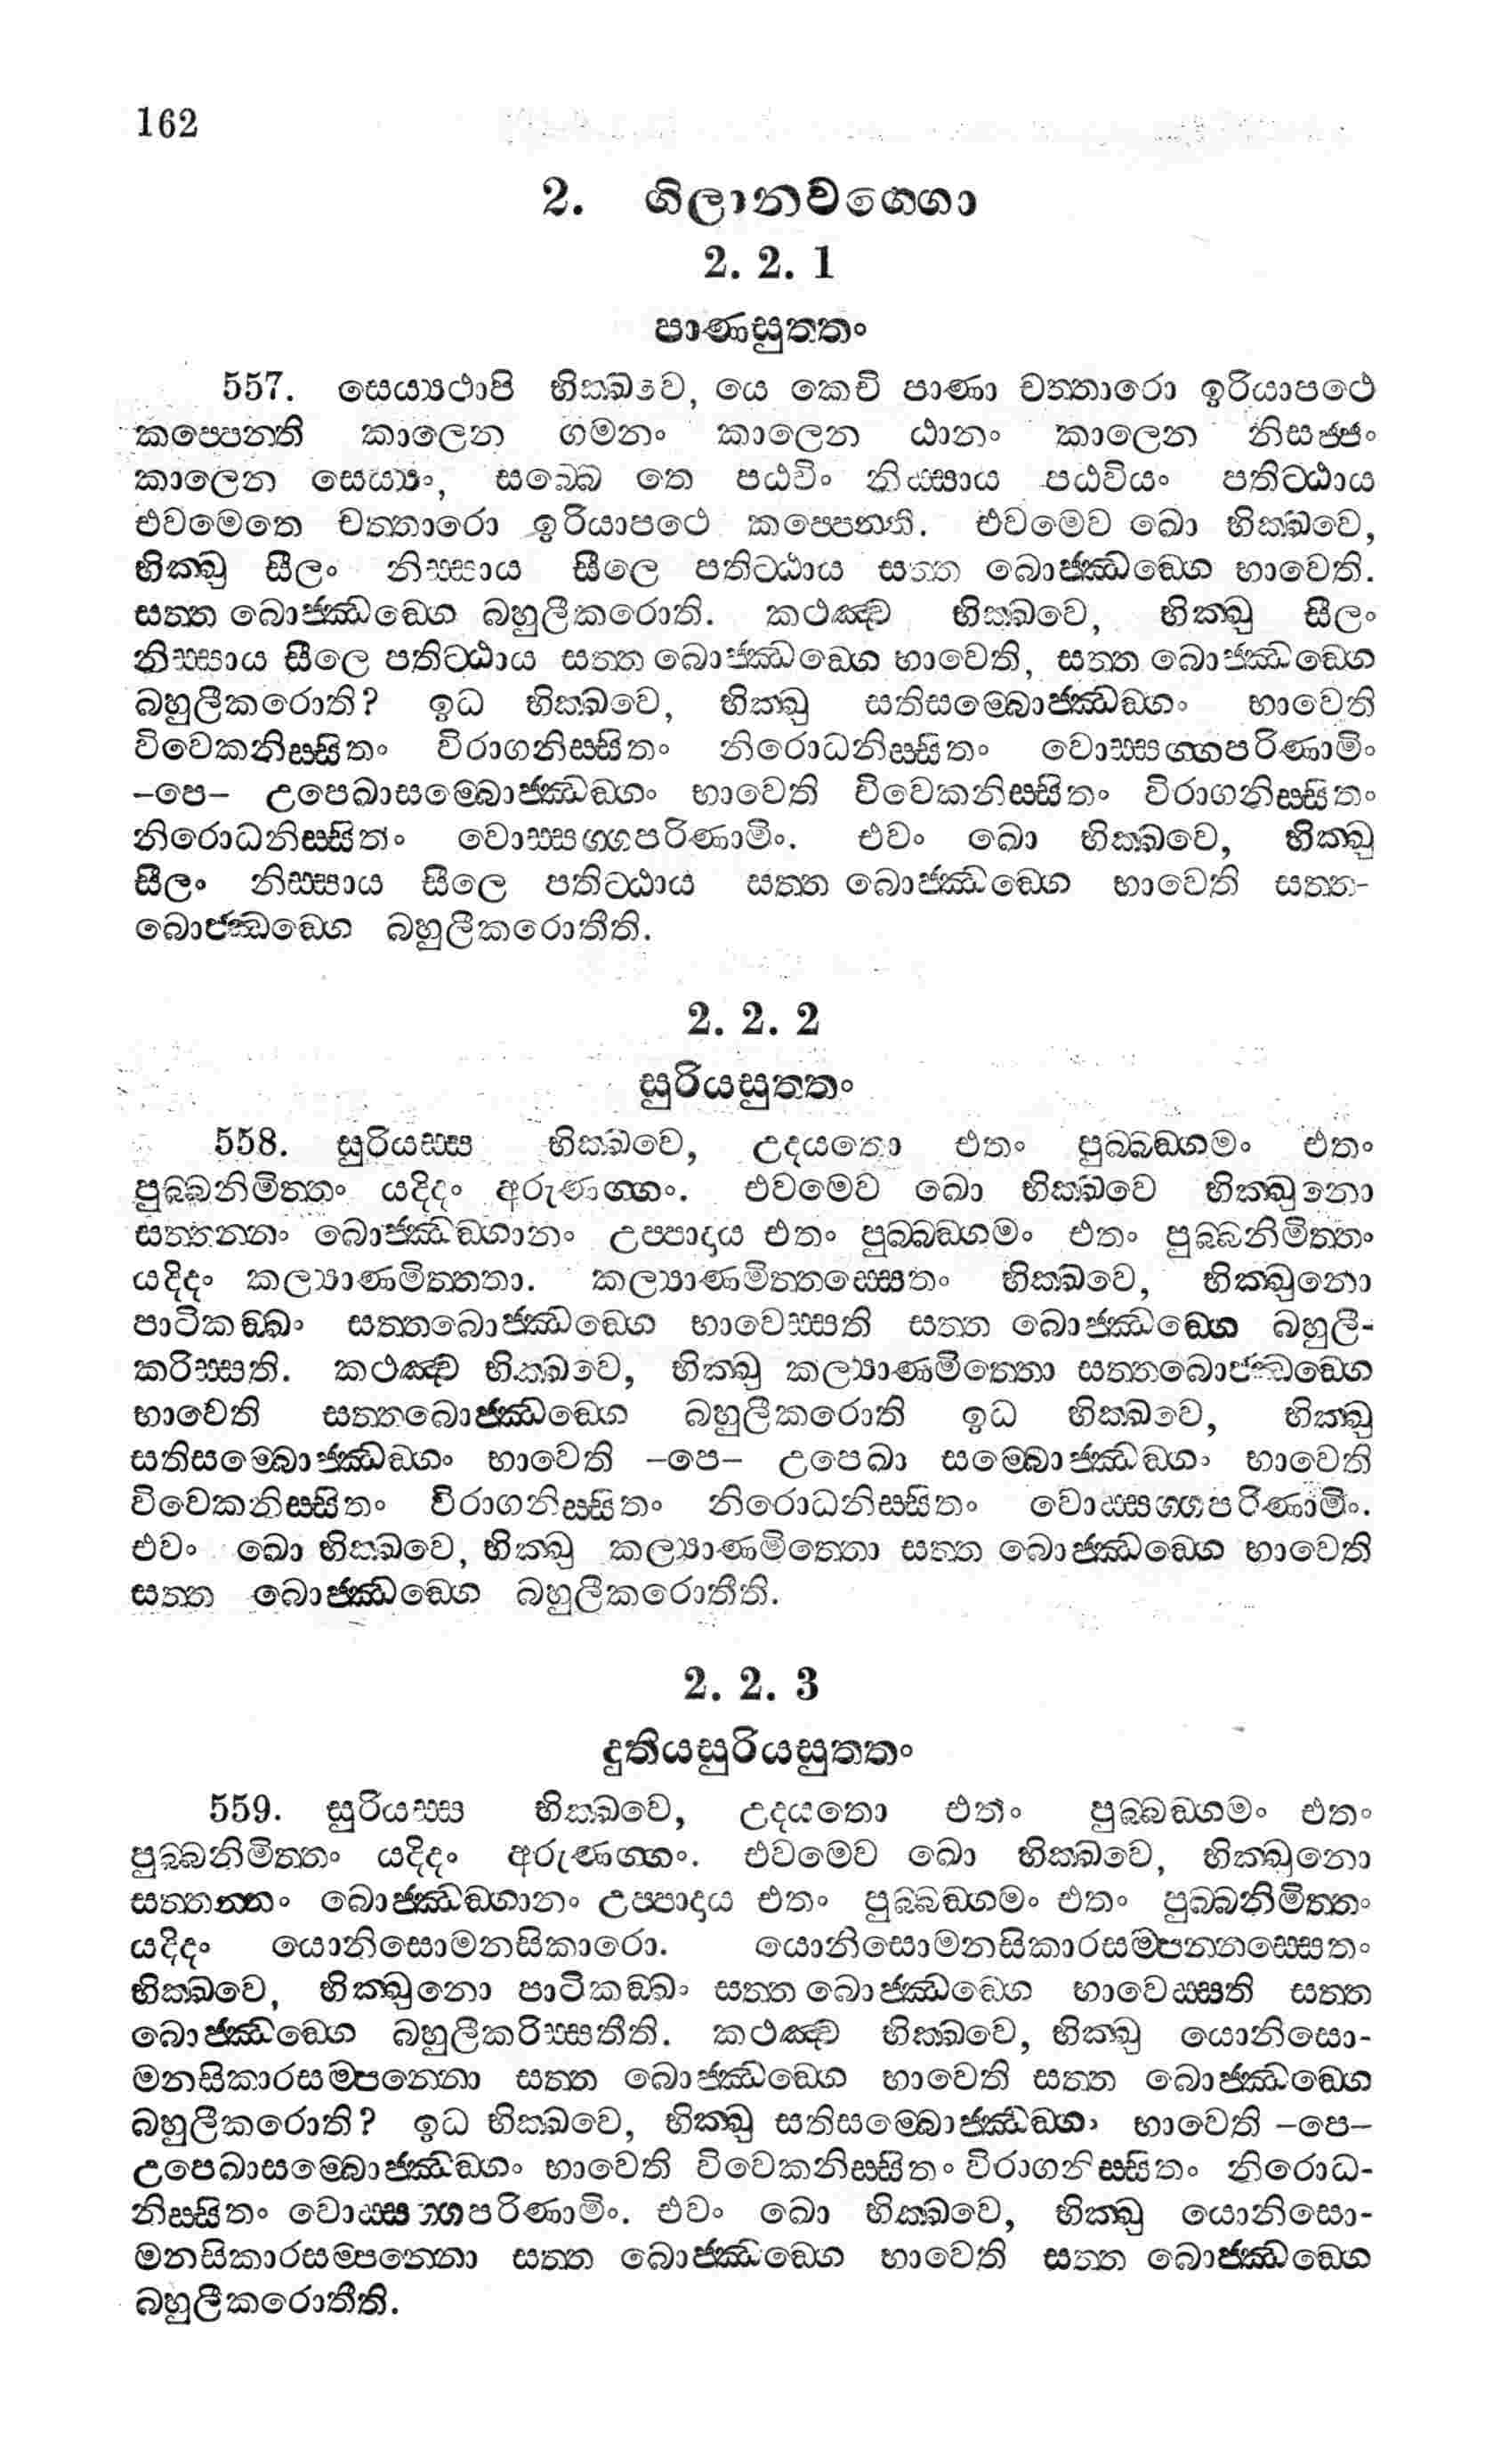 162
2. ගිලානවග්ගො
2. 2. 1
පාණසුත්තං
557. සෙය්‍යථාපි භික්ඛවෙ, යෙ කෙචි පාණා චත්තාරො ඉරියාපථෙ
කප්පෙන්ති කාලෙන ගමනං කාලෙන ඨානං කාලෙන නිසජ්ජං
කාලෙන සෙය්‍යං, සබ්බෙ තෙ පඨවිං නිස්සාය පඨවියං පතිට්ඨාය
එවමෙතෙ චත්තාරො ඉරියාපථෙ කප්පෙන්ති. එවමෙව ඛො භික්ඛවෙ,
භික්ඛු සීලං නිස්සාය සීලෙ පතිට්ඨාය සත්ත බොජ්ඣඞ්ගෙ භාවෙති.
සත්ත බොජ්ඣඞ්ගෙ බහුලීකරොති. කථඤ්ච භික්ඛවෙ, භික්ඛු සීලං
නිස්සාය සීලෙ පතිට්ඨාය සත්ත බොජ්ඣඞ්ගෙ භාවෙති, සත්ත බොජ්ඣඞ්ගෙ
බහුලීකරොති? ඉධ භික්ඛවෙ, භික්ඛු සතිසම්බොජ්ඣඞ්ගං භාවෙති
විවෙකනිස්සිතං විරාගනිස්සිතං නිරොධනිස්සිතං වොස්සග්ගපරිණාමිං
–පෙ– උපෙඛාසම්බොජ්ඣඞ්ගං භාවෙති විවෙකනිස්සිතං විරාගනිස්සිතං
නිරොධනිස්සිතං වොස්සග්ගපරිණාමිං. එවං ඛො භික්ඛවෙ, භික්ඛු
සීලං නිස්සාය සීලෙ පතිට්ඨාය සත්ත බොජ්ඣඞ්ගෙ භාවෙති සත්ත-
බොජ්ඣඞ්ගෙ බහුලීකරොතීති.
2. 2. 2
සුරියසුත්තං
558. සුරියස්ස භික්ඛවෙ, උදයතො එතං පුබ්බඞ්ගමං එතං
පුබ්බනිමිත්තං යදිදං අරුණග්ගං. එවමෙව ඛො භික්ඛවෙ භික්ඛුනො
සත්තන්නං බොජ්ඣඞ්ගානං උප්පාදාය එතං පුබ්බඞ්ගමං එතං පුබ්බනිමිත්තං
යදිදං කල්‍යාණමිත්තතා. කල්‍යාණමිත්තස්සෙතං භික්ඛවෙ, භික්ඛුනො
පාටිකඞ්ඛං සත්තබොජ්ඣඞ්ගෙ භාවෙස්සති සත්ත බොජ්ඣඞ්ගෙ බහුලී-
කරිස්සති. කථඤ්ච භික්ඛවෙ, භික්ඛු කල්‍යාණමිත්තො සත්තබොජ්ඣඞ්ගෙ
භාවෙති සත්තබොජ්ඣඞ්ගෙ බහුලීකරොති ඉධ භික්ඛවෙ, භික්ඛු
සතිසම්බොජ්ඣඞ්ගං භාවෙති –පෙ– උපෙඛා සම්බොජ්ඣඞ්ගං භාවෙති
විවෙකනිස්සිතං විරාගනිස්සිතං නිරොධනිස්සිතං වොස්සග්ගපරිණාමිං.
එවං ඛො භික්ඛවෙ, භික්ඛු කල්‍යාණමිත්තො සත්ත බොජ්ඣඞ්ගෙ භාවෙති
සත්ත බොජ්ඣඞ්ගෙ බහුලීකරොතීති.
2. 2. 3
දුතියසුරියසුත්තං
559. සුරියස්ස භික්ඛවෙ, උදයතො එතං පුබ්බඞ්ගමං එතං
පුබ්බනිමිත්තං යදිදං අරුණග්ගං. එවමෙව ඛො භික්ඛවෙ, භික්ඛුනො
සත්තන්නං බොජ්ඣඞ්ගානං උප්පාදාය එතං පුබ්බඞ්ගමං එතං පුබ්බනිමිත්තං
යදිදං යොනිසොමනසිකාරො. යොනිසොමනසිකාරසම්පන්නස්සෙතං
භික්ඛවෙ, භික්ඛුනො පාටිකඞ්ඛං සත්ත බොජ්ඣඞ්ගෙ භාවෙස්සති සත්ත
බොජ්ඣඞ්ගෙ බහුලීකරිස්සතීති. කථඤ්ච භික්ඛවෙ, භික්ඛු යොනිසො-
මනසිකාරසම්පන්නො සත්ත බොජ්ඣඞ්ගෙ භාවෙති සත්ත බොජ්ඣඞ්ගෙ
බහුලීකරොති? ඉධ භික්ඛවෙ, භික්ඛු සතිසම්බොජ්ඣඞ්ගං භාවෙති –පෙ–
උපෙඛාසම්බොජ්ඣඞ්ගං භාවෙති විවෙකනිස්සිතං විරාගනිස්සිතං නිරොධ-
නිස්සිතං වොස්සග්ගපරිණාමිං. එවං ඛො භික්ඛවෙ, භික්ඛු යොනිසො-
මනසිකාරසම්පන්නො සත්ත බොජ්ඣඞ්ගෙ භාවෙති සත්ත බොජ්ඣඞ්ගෙ
බහුලීකරොතීති.